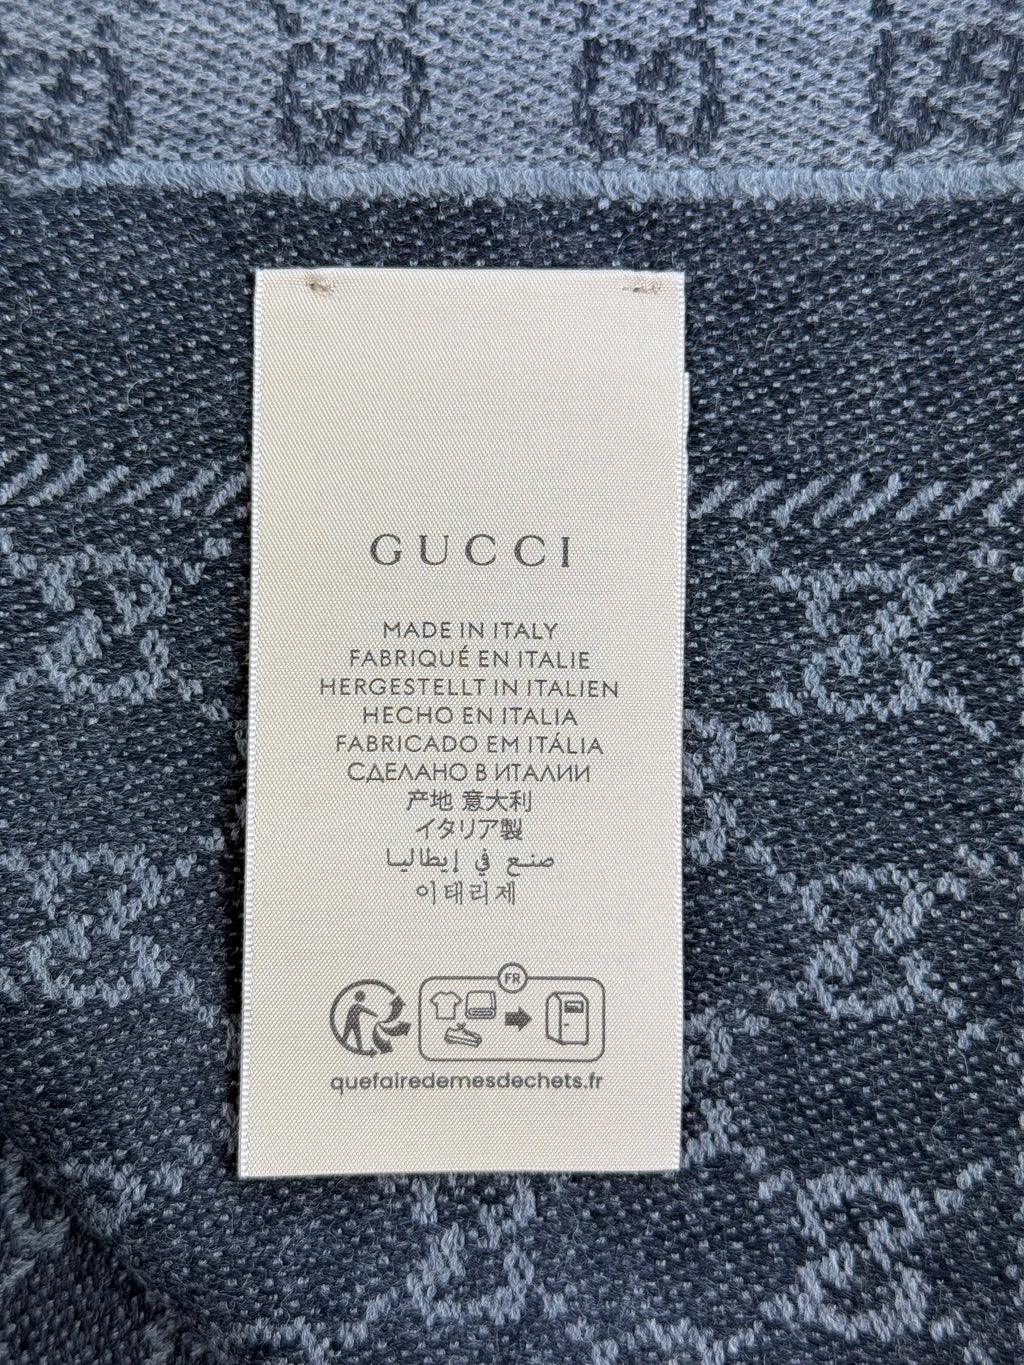 GUCCI
MADE IN ITALY
FABRIQUÉ EN ITALIE
HERGESTELLT IN ITALIEN
HECHO EN ITALIA
FABRICADO EM ITÁLIA
СДЕЛАНО В ИТАЛИИ
产地 意大利
イタリア製
صنع في إيطاليا
이태리제
FR
quefairedemesdechets.fr